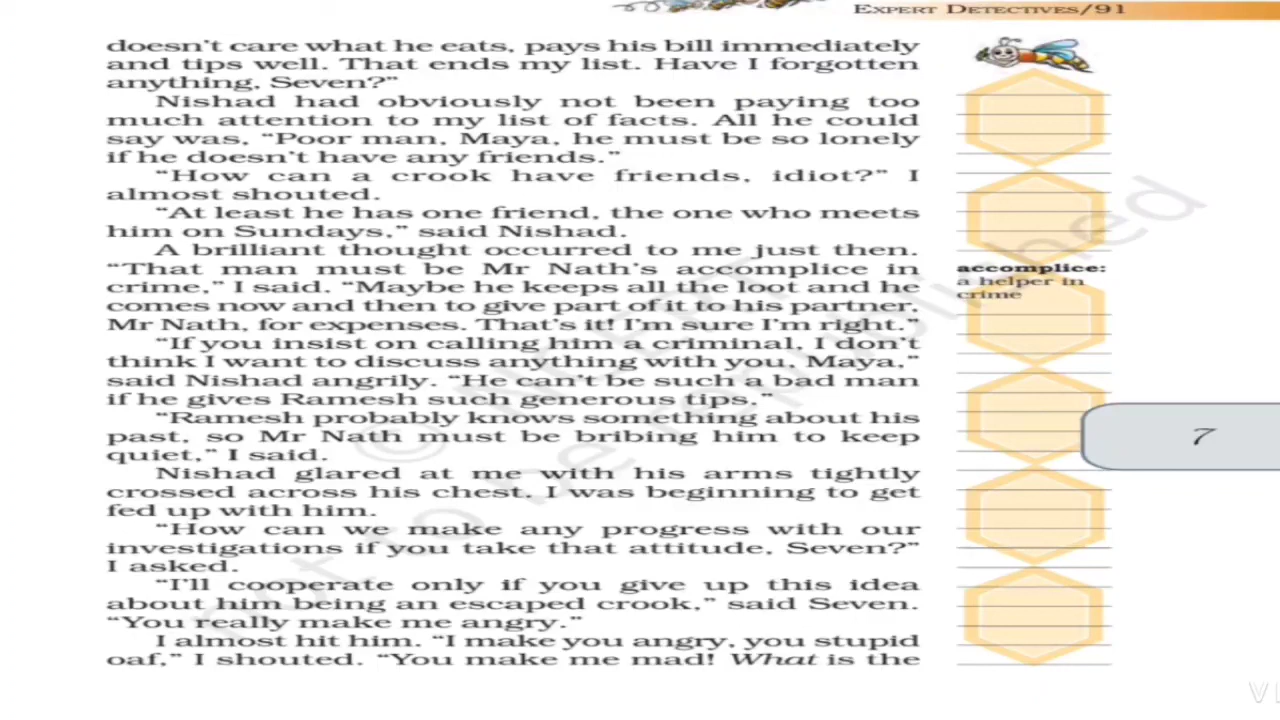 EXPERT DETECTIVES/91
doesn't care what he eats, pays his bill immediately
and tips well. That ends my list. Have I forgotten
anything, Seven?”
Nishad had obviously not been paying too
much attention to my list of facts. All he could
say was, “Poor man, Maya, he must be so lonely
if he doesn't have any friends.”
“How can a crook have friends, idiot?” I
almost shouted.
“At least he has one friend, the one who meets
him on Sundays,” said Nishad.
A brilliant thought occurred to me just then.
“That man must be Mr Nath's accomplice in
crime,” I said. “Maybe he keeps all the loot and he
comes now and then to give part of it to his partner,
Mr Nath, for expenses. That's it! I'm sure I'm right.”
“If you insist on calling him a criminal, I don't
think I want to discuss anything with you, Maya,”
said Nishad angrily. “He can't be such a bad man
if he gives Ramesh such generous tips.”
“Ramesh probably knows something about his
past, so Mr Nath must be bribing him to keep
quiet,” I said.
Nishad glared at me with his arms tightly
crossed across his chest. I was beginning to get
fed up with him.
“How can we make any progress with our
investigations if you take that attitude, Seven?”
I asked.
“I'll cooperate only if you give up this idea
about him being an escaped crook,” said Seven.
“You really make me angry.”
I almost hit him. “I make you angry, you stupid
oaf,” I shouted. “You make me mad! What is the
accomplice:
a helper in
crime
7
© NCERT
not to be republished